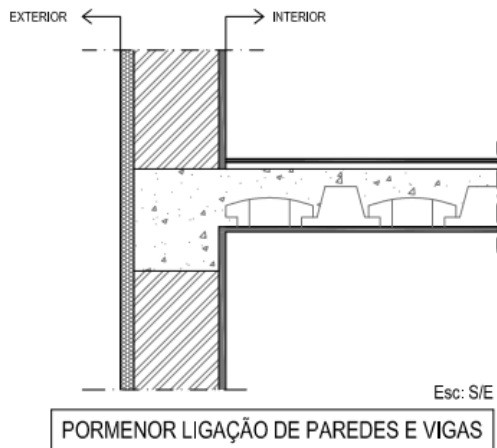 EXTERIOR INTERIOR
Esc: S/E
PORMENOR LIGAÇÃO DE PAREDES E VIGAS